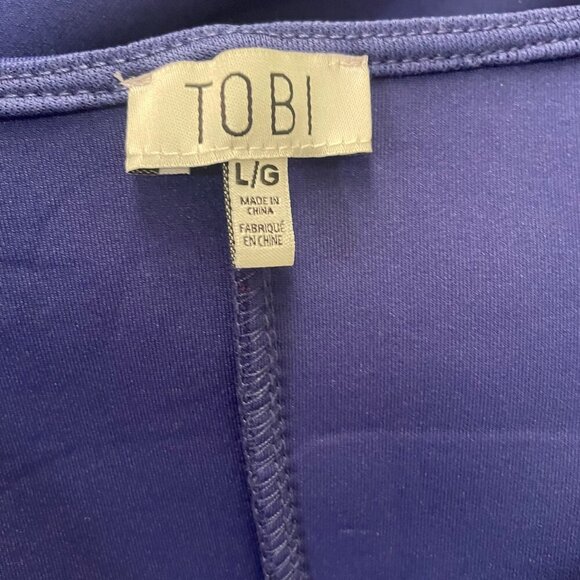 TOBI
L/G
MADE IN
CHINA
FABRIQUÉ
EN CHINE